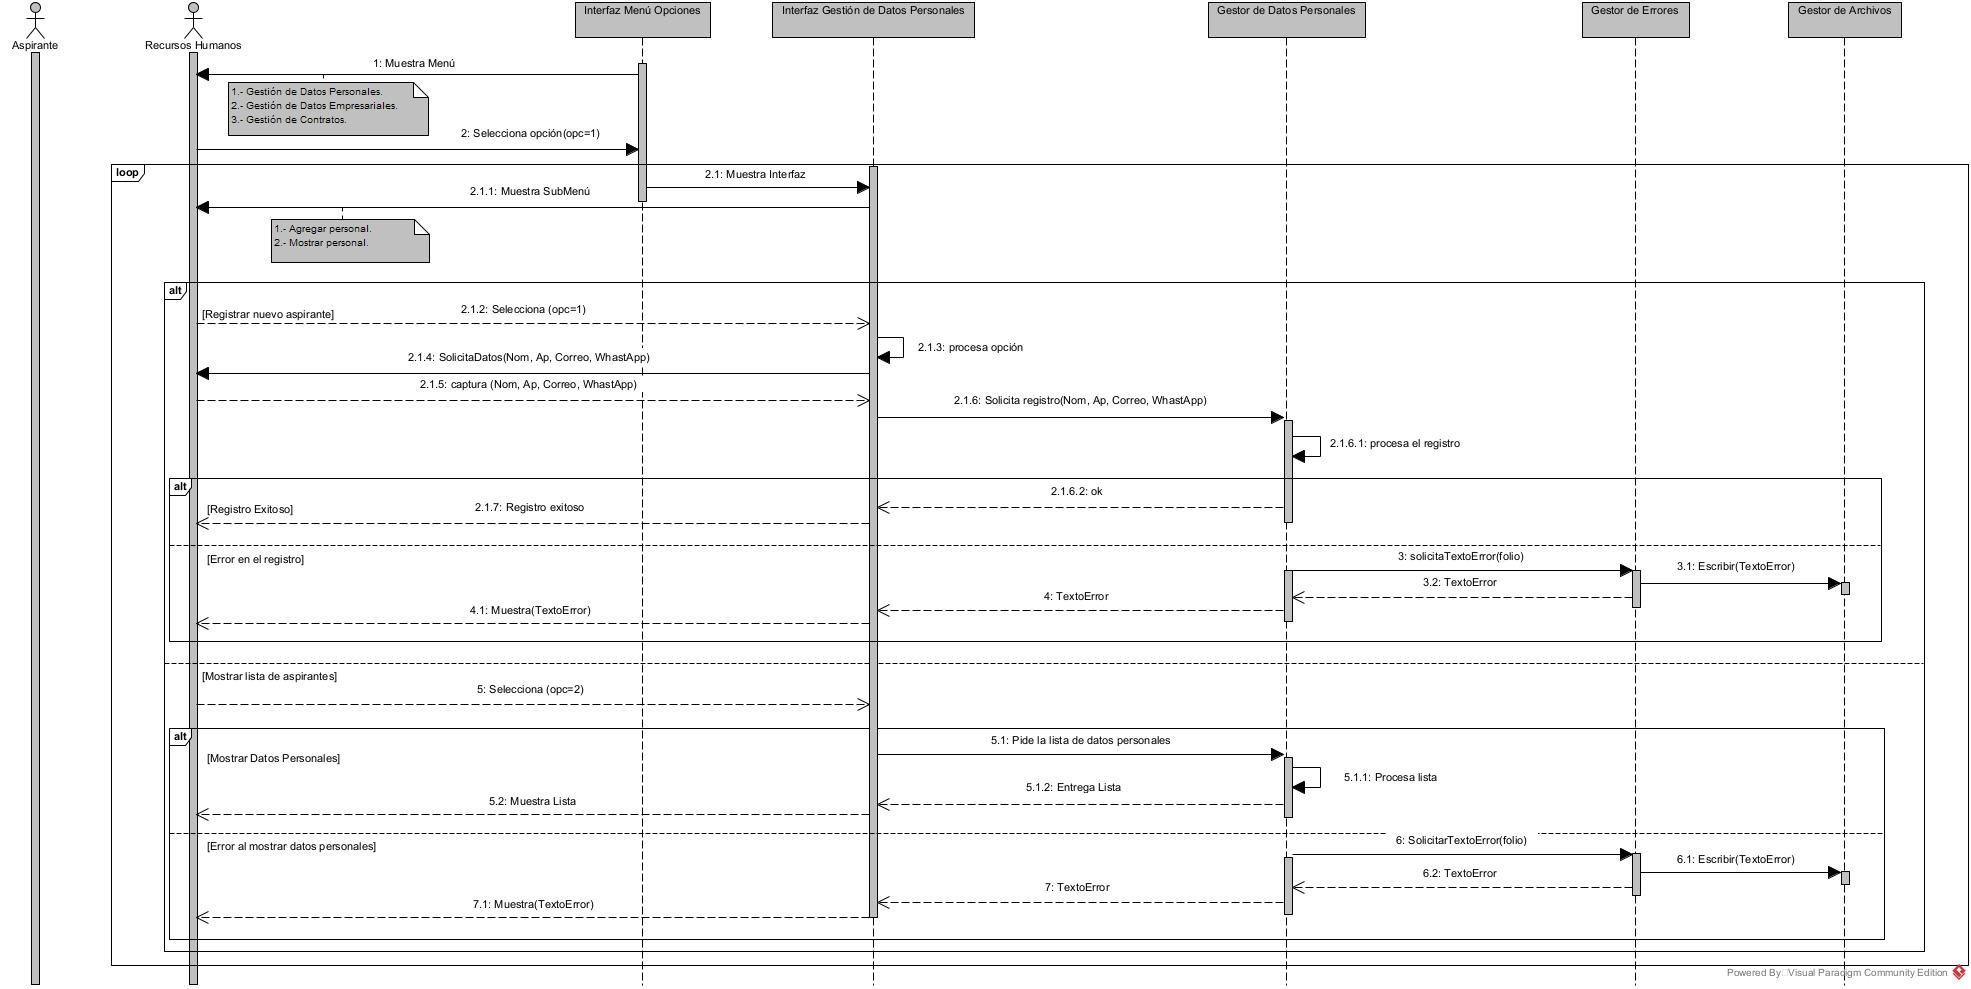 Interfaz Menú Opciones
Interfaz Gestión de Datos Personales
Gestor de Datos Personales
Gestor de Errores
Gestor de Archivos
Aspirante
Recursos Humanos
1: Muestra Menú
1.- Gestión de Datos Personales.
2.- Gestión de Datos Empresariales.
3.- Gestión de Contratos.
2: Selecciona opción(opc=1)
loop
2.1: Muestra Interfaz
2.1.1: Muestra SubMenú
1.- Agregar personal.
2.- Mostrar personal.
alt
[Registrar nuevo aspirante]
2.1.2: Selecciona (opc=1)
2.1.3: procesa opción
2.1.4: SolicitaDatos(Nom, Ap, Correo, WhastApp)
2.1.5: captura (Nom, Ap, Correo, WhastApp)
2.1.6: Solicita registro(Nom, Ap, Correo, WhastApp)
2.1.6.1: procesa el registro
alt
2.1.6.2: ok
[Registro Exitoso]
2.1.7: Registro exitoso
[Error en el registro]
3: solicitaTextoError(folio)
3.1: Escribir(TextoError)
3.2: TextoError
4: TextoError
4.1: Muestra(TextoError)
[Mostrar lista de aspirantes]
5: Selecciona (opc=2)
alt
5.1: Pide la lista de datos personales
[Mostrar Datos Personales]
5.1.1: Procesa lista
5.1.2: Entrega Lista
5.2: Muestra Lista
[Error al mostrar datos personales]
6: SolicitarTextoError(folio)
6.1: Escribir(TextoError)
6.2: TextoError
7: TextoError
7.1: Muestra(TextoError)
Powered By Visual Paradigm Community Edition